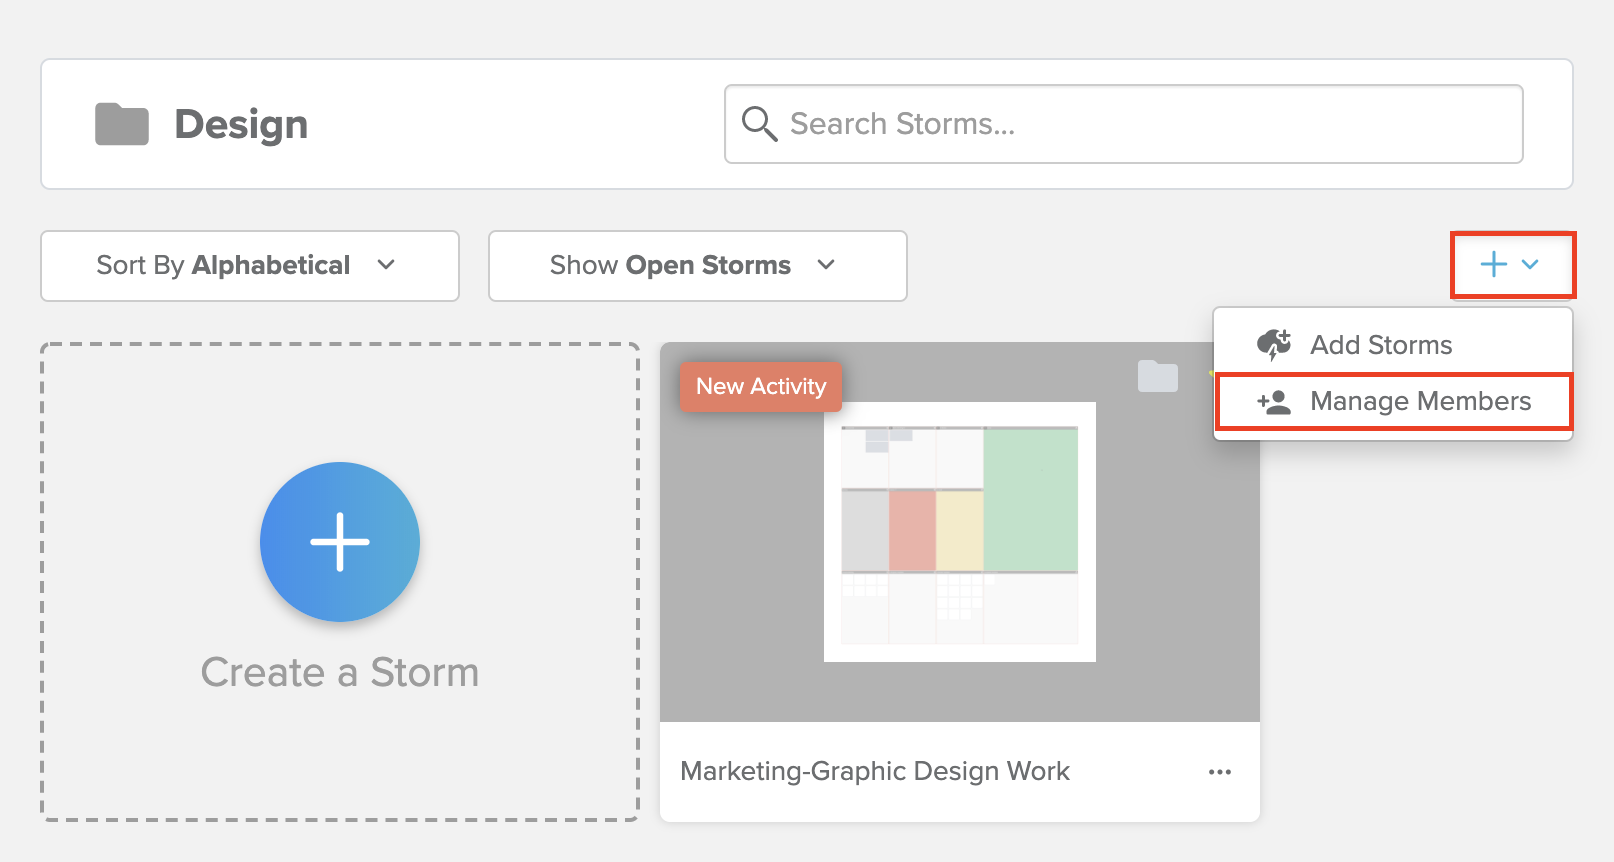 Design
Search Storms...
Sort By Alphabetical
Show Open Storms
Add Storms
Manage Members
New Activity
Create a Storm
Marketing-Graphic Design Work